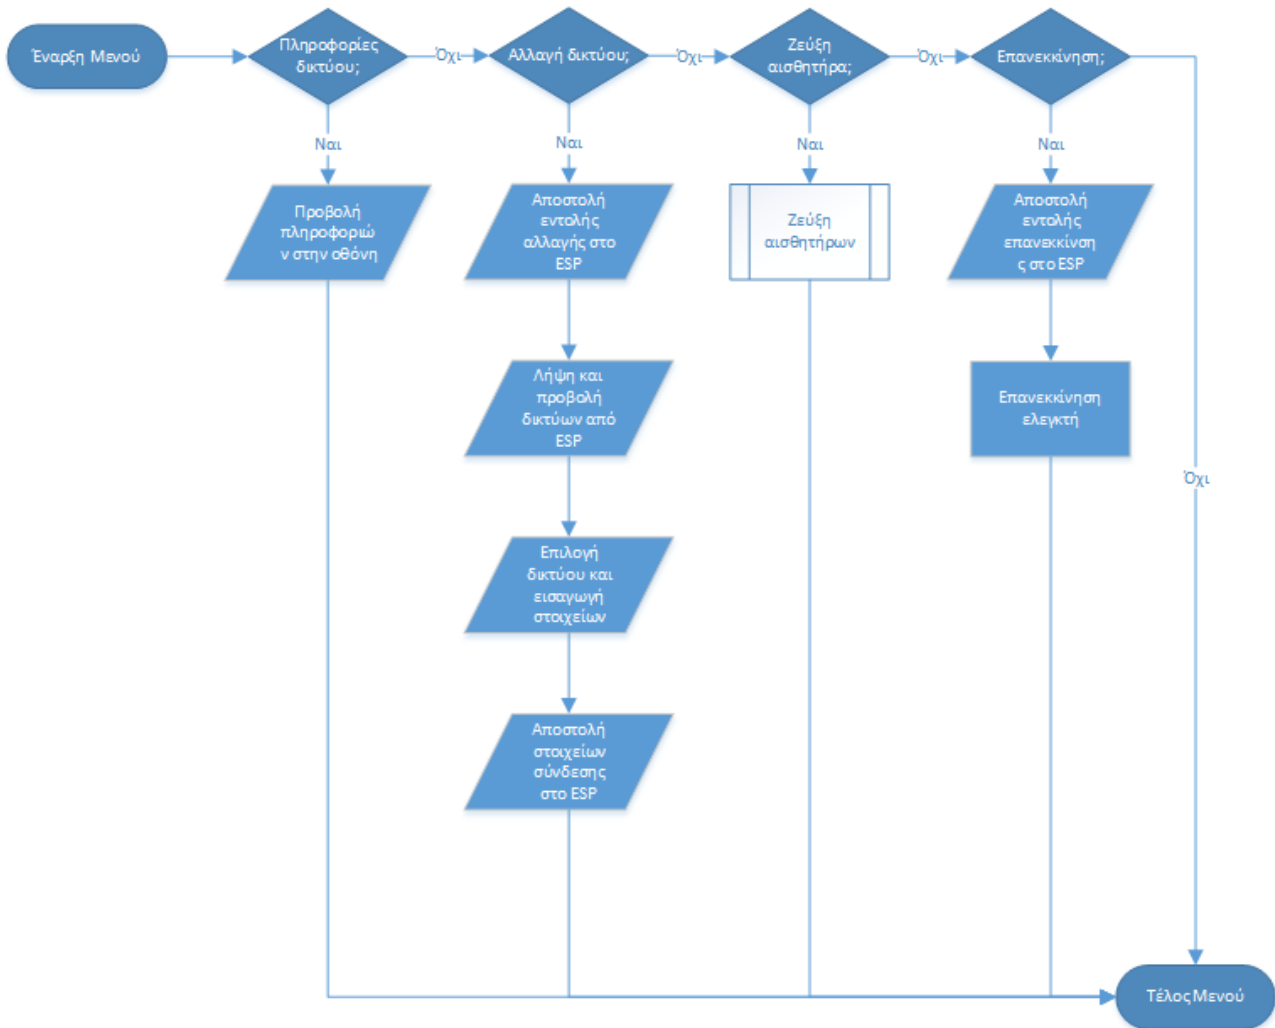 Έναρξη Μενού
Πληροφορίες
δικτύου;
Όχι
Αλλαγή δικτύου;
Όχι
Ζεύξη
αισθητήρα;
Όχι
Επανεκκίνηση;
Ναι
Ναι
Ναι
Ναι
Προβολή
πληροφοριώ
ν στην οθόνη
Αποστολή
εντολής
αλλαγής στο
ESP
Ζεύξη
αισθητήρων
Αποστολή
εντολής
επανεκκίνση
ς στο ESP
Λήψη και
προβολή
δικτύων από
ESP
Επανεκκίνηση
ελεγκτή
Όχι
Επιλογή
δικτύου και
εισαγωγή
στοιχείων
Αποστολή
στοιχείων
σύνδεσης
στο ESP
Τέλος Μενού